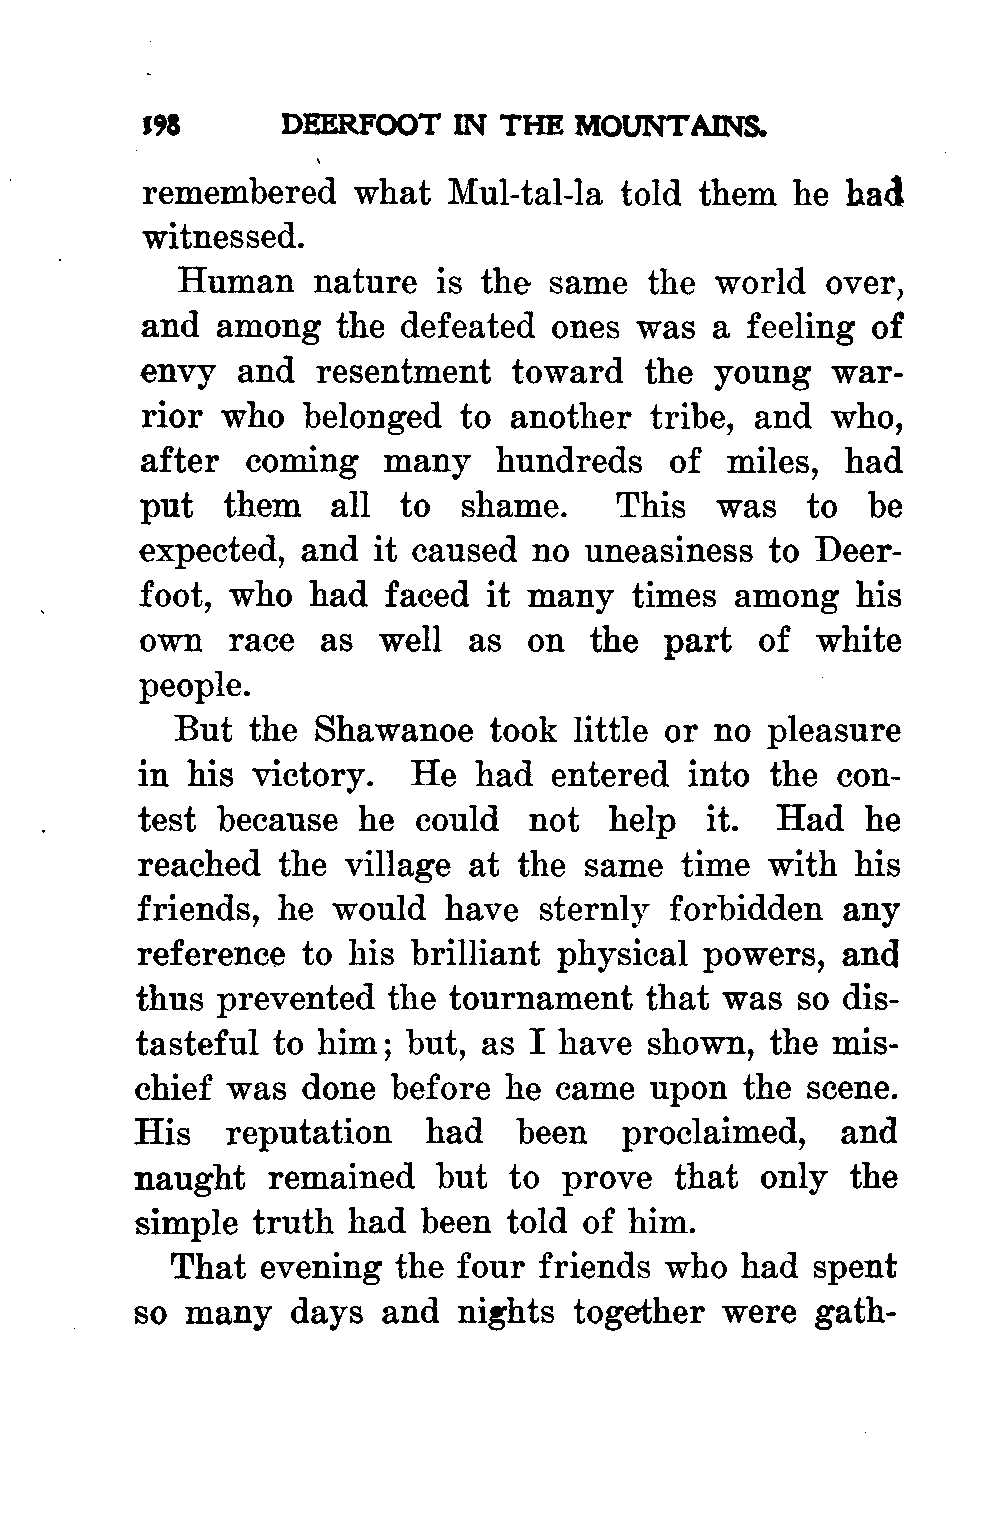 198 DEERFOOT IN THE MOUNTAINS.
remembered what Mul-tal-la told them he had
witnessed.
Human nature is the same the world over,
and among the defeated ones was a feeling of
envy and resentment toward the young war-
rior who belonged to another tribe, and who,
after coming many hundreds of miles, had
put them all to shame. This was to be
expected, and it caused no uneasiness to Deer-
foot, who had faced it many times among his
own race as well as on the part of white
people.
But the Shawanoe took little or no pleasure
in his victory. He had entered into the con-
test because he could not help it. Had he
reached the village at the same time with his
friends, he would have sternly forbidden any
reference to his brilliant physical powers, and
thus prevented the tournament that was so dis-
tasteful to him; but, as I have shown, the mis-
chief was done before he came upon the scene.
His reputation had been proclaimed, and
naught remained but to prove that only the
simple truth had been told of him.
That evening the four friends who had spent
so many days and nights together were gath-